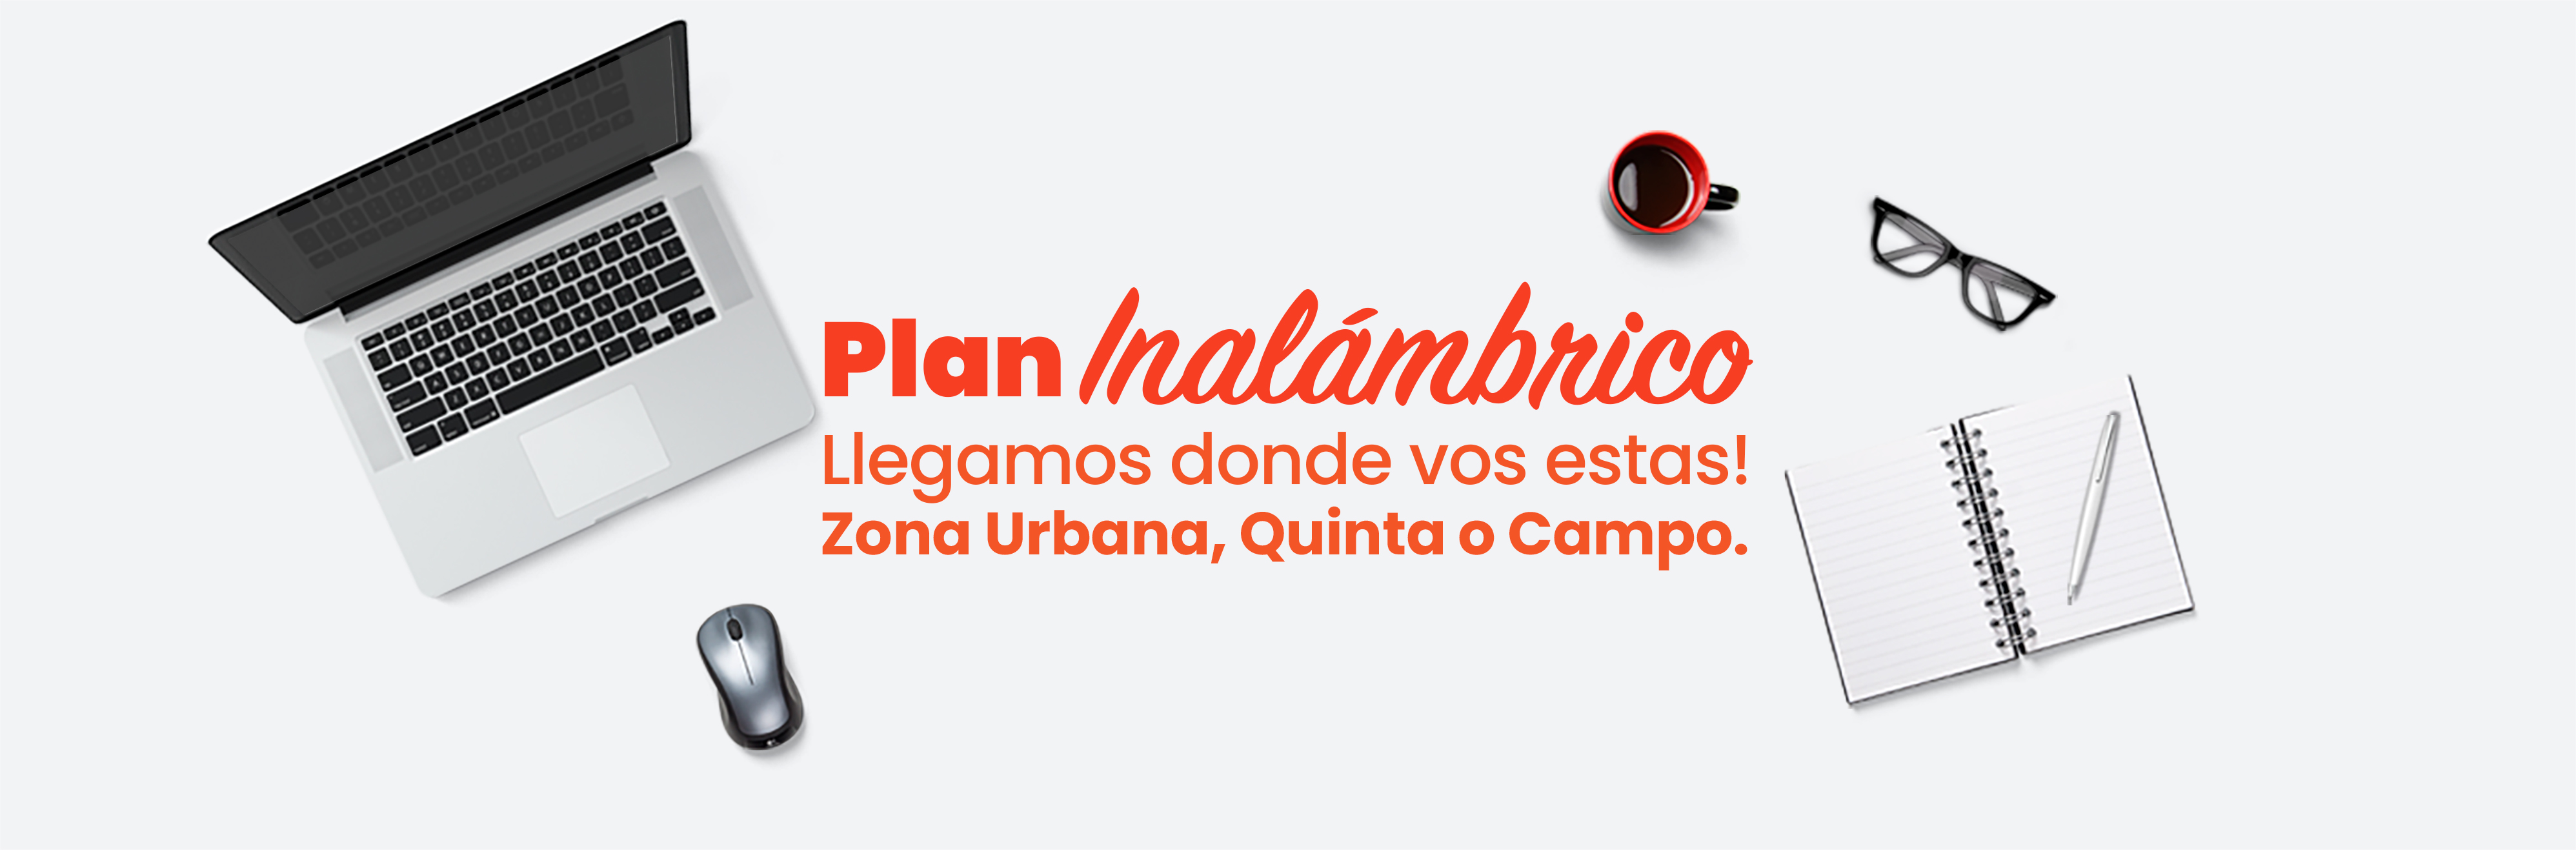 Plan Inalámbrico
Llegamos donde vos estas!
Zona Urbana, Quinta o Campo.